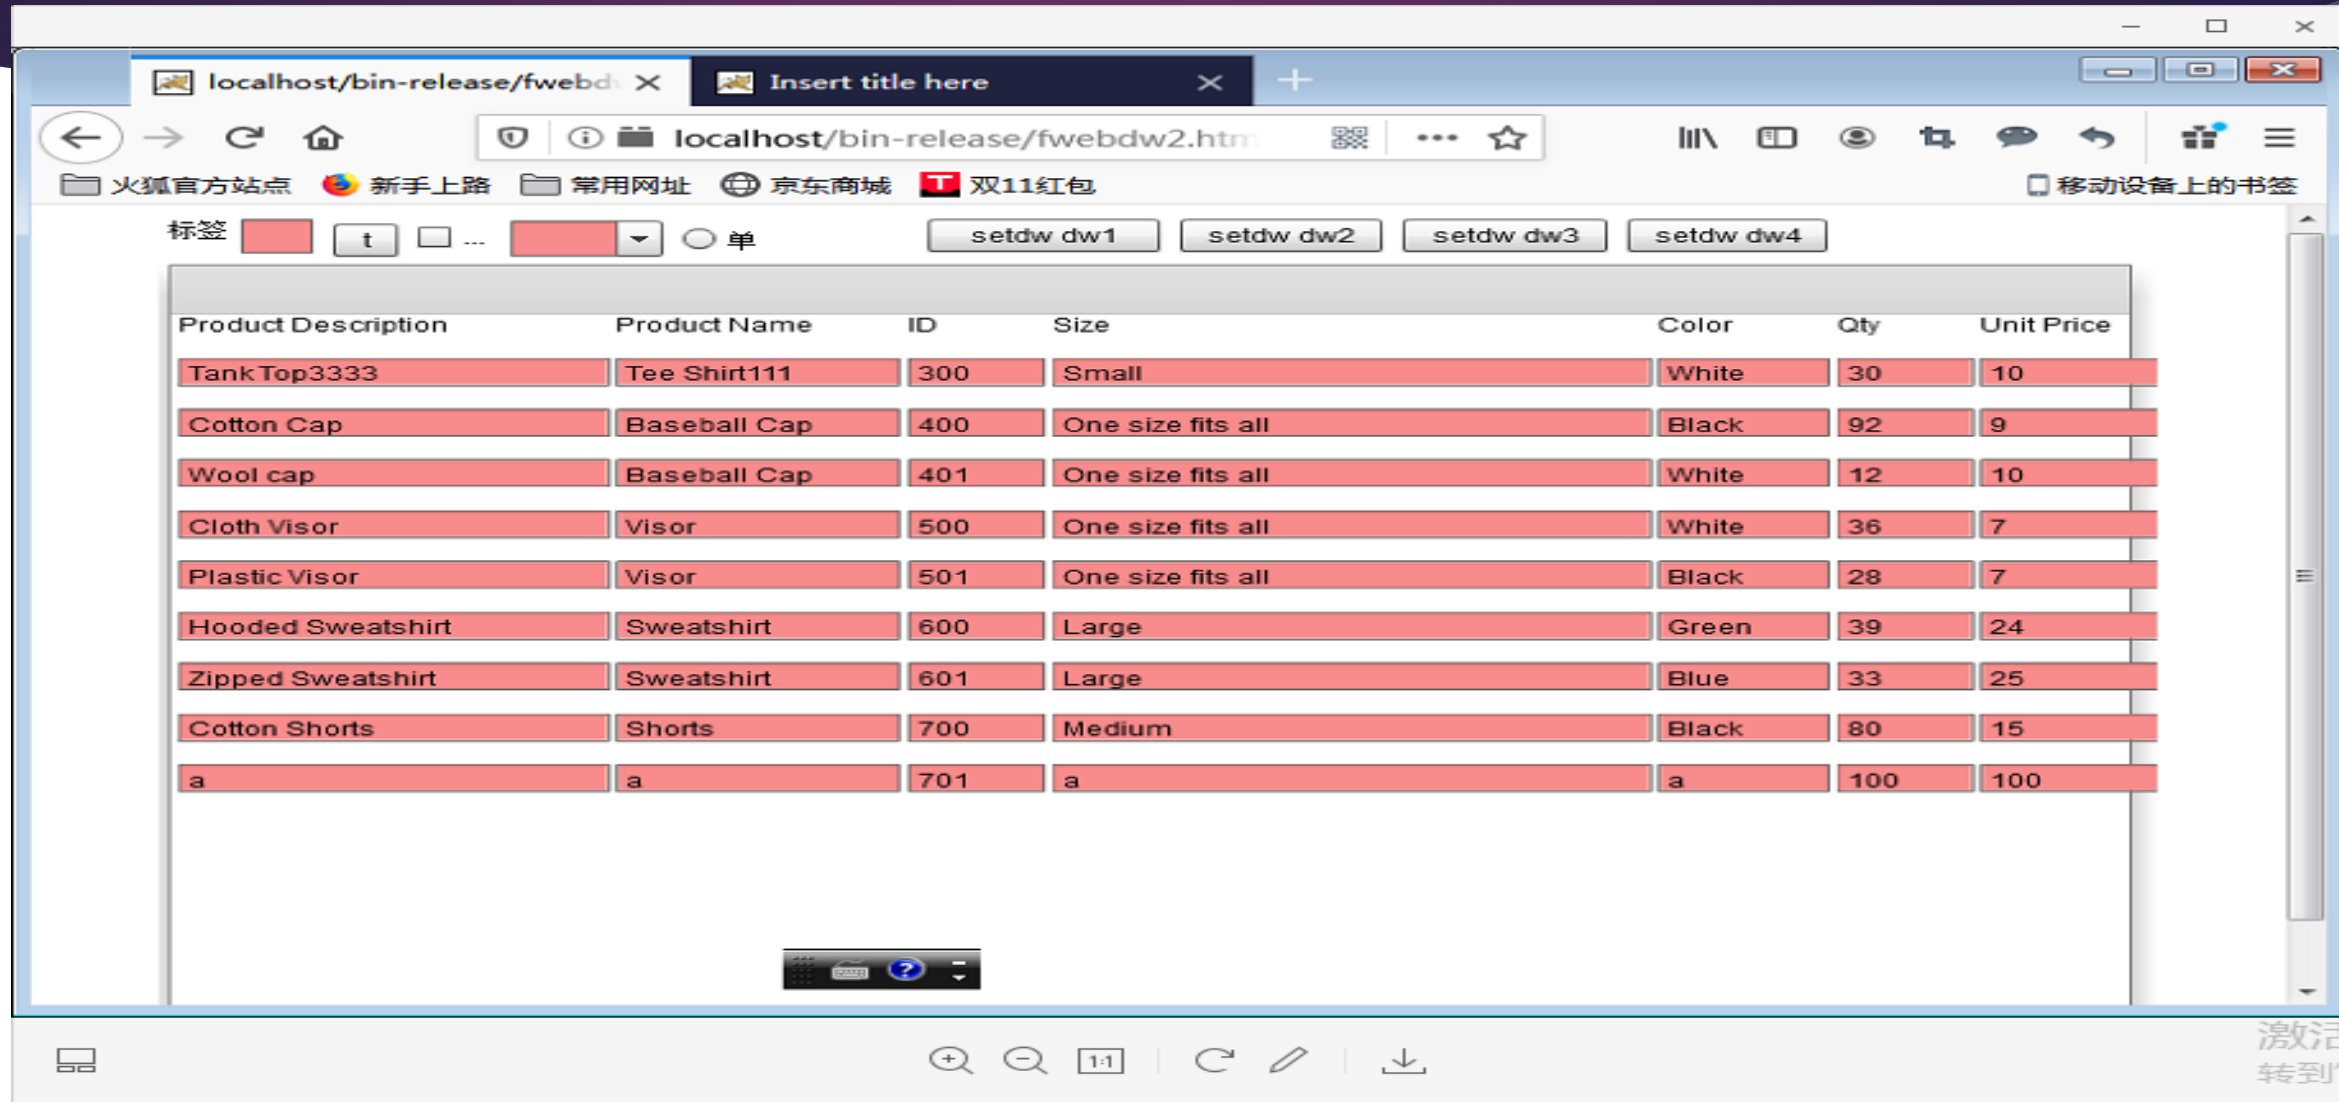 localhost/bin-release/fwebd
Insert title here
localhost/bin-release/fwebdw2.htm
火狐官方站点 新手上路 常用网址 京东商城 T 双11红包 移动设备上的书签
标签 t ... 单 setdw dw1 setdw dw2 setdw dw3 setdw dw4
Product Description Product Name ID Size Color Qty Unit Price
Tank Top3333 Tee Shirt111 300 Small White 30 10
Cotton Cap Baseball Cap 400 One size fits all Black 92 9
Wool cap Baseball Cap 401 One size fits all White 12 10
Cloth Visor Visor 500 One size fits all White 36 7
Plastic Visor Visor 501 One size fits all Black 28 7
Hooded Sweatshirt Sweatshirt 600 Large Green 39 24
Zipped Sweatshirt Sweatshirt 601 Large Blue 33 25
Cotton Shorts Shorts 700 Medium Black 80 15
a a 701 a a 100 100
1:1
激活
转到"